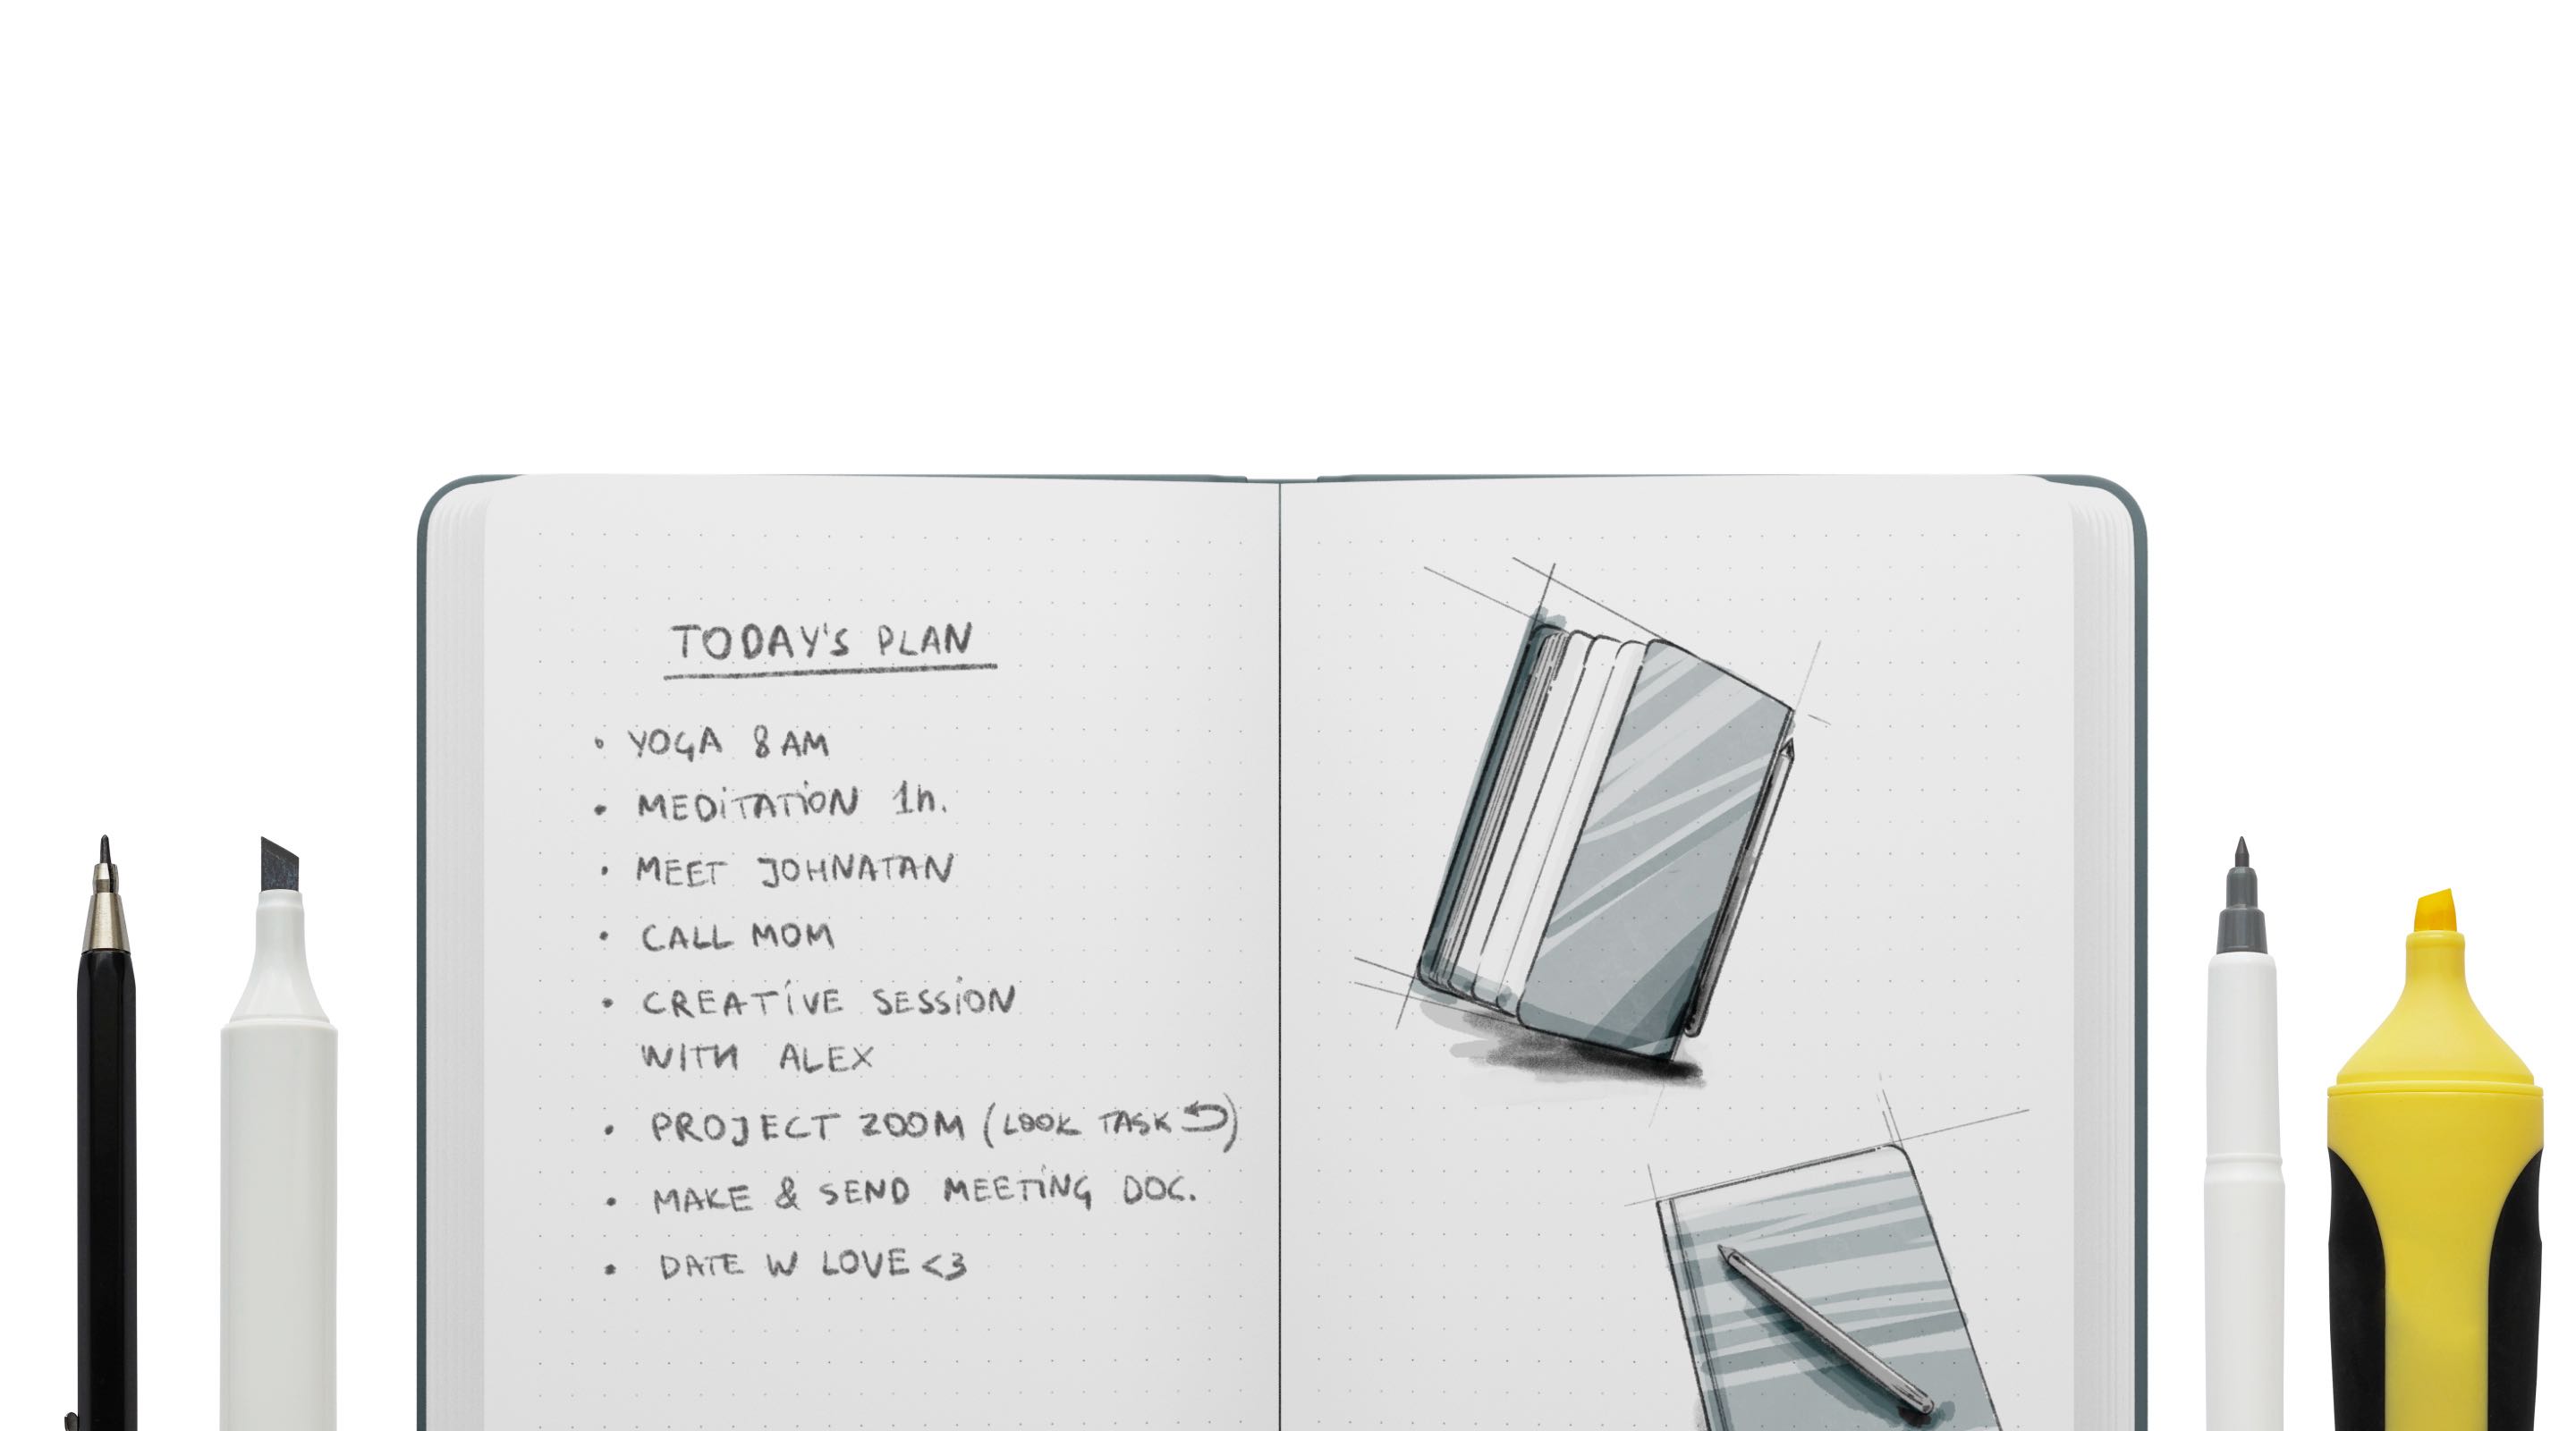 TODAY'S PLAN
• YOGA 8 AM
• MEDiTATiON 1h.
• MEET JOHNATAN
• CALL MOM
• CREATiVE SESSiON
WITH ALEX
• PROJECT ZOOM (LOOK TASK ⮌)
• MAKE & SEND MEETiNG DOC.
• DATE W LOVE <3